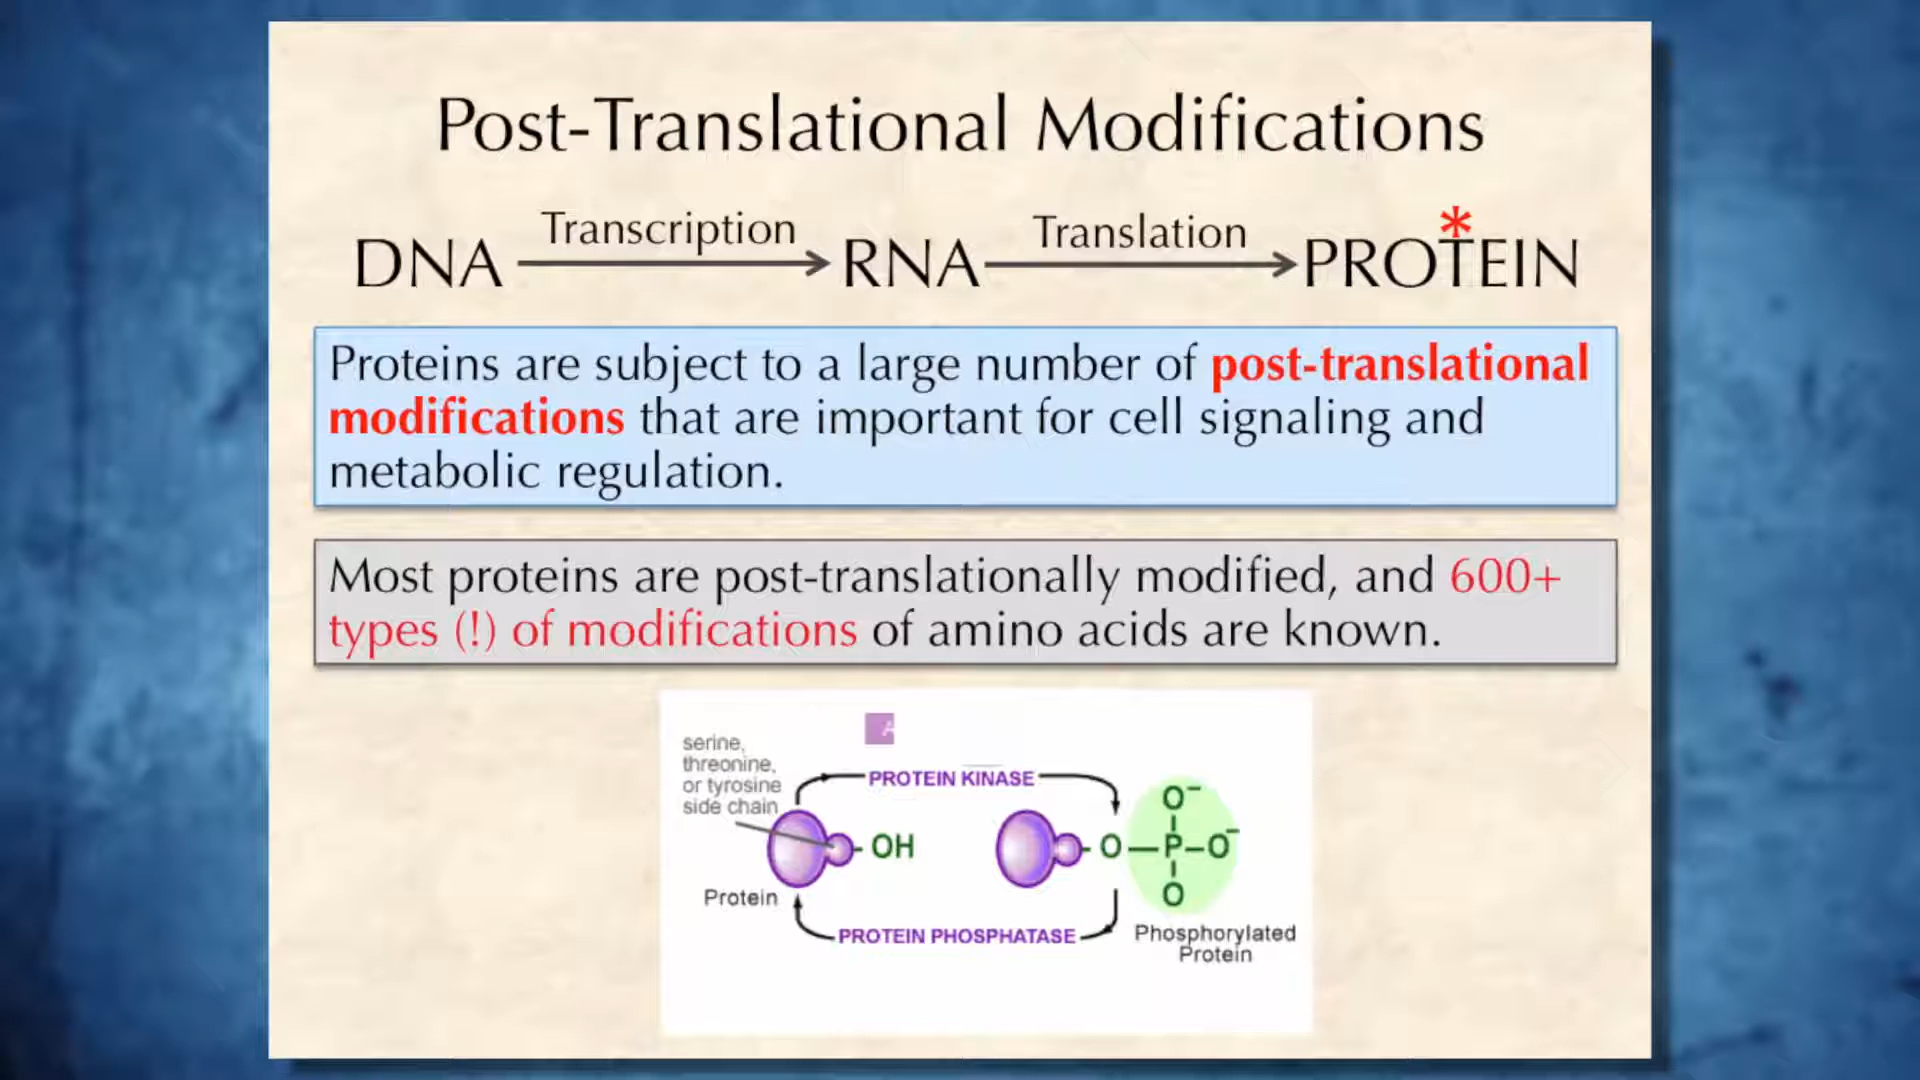 Post-Translational Modifications
*
DNA Transcription RNA Translation PROTEIN
Proteins are subject to a large number of post-translational
modifications that are important for cell signaling and
metabolic regulation.
Most proteins are post-translationally modified, and 600+
types (!) of modifications of amino acids are known.
serine,
threonine,
or tyrosine
side chain
PROTEIN KINASE
OH
Protein
PROTEIN PHOSPHATASE
O⁻
O—P–O⁻
O
Phosphorylated
Protein